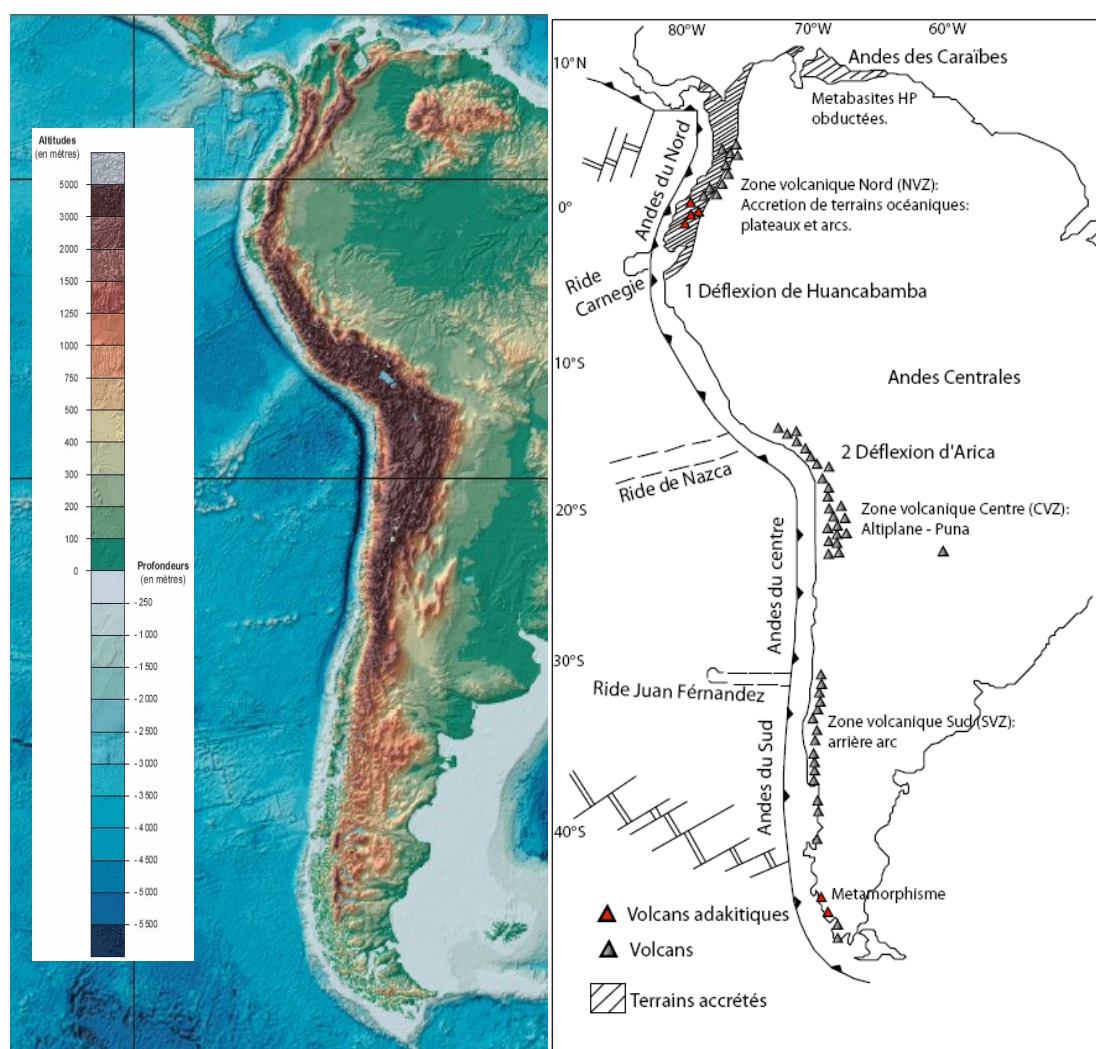 Altitudes
(en mètres)
5000
3000
2000
1500
1250
1000
750
500
400
300
200
100
0
Profondeurs
(en mètres)
- 250
- 1 000
- 1 500
- 2 000
- 2 500
- 3 000
- 3 500
- 4 000
- 4 500
- 5 000
- 5 500
80°W
70°W
60°W
10°N
0°
10°S
20°S
30°S
40°S
Andes des Caraïbes
Metabasites HP
obductées.
Andes du Nord
Zone volcanique Nord (NVZ):
Accretion de terrains océaniques:
plateaux et arcs.
Ride
Carnegie
1 Déflexion de Huancabamba
Andes Centrales
2 Déflexion d'Arica
Ride de Nazca
Zone volcanique Centre (CVZ):
Altiplane - Puna
Andes du centre
Ride Juan Férnandez
Zone volcanique Sud (SVZ):
arrière arc
Andes du Sud
Metamorphisme
Volcans adakitiques
Volcans
Terrains accrétés